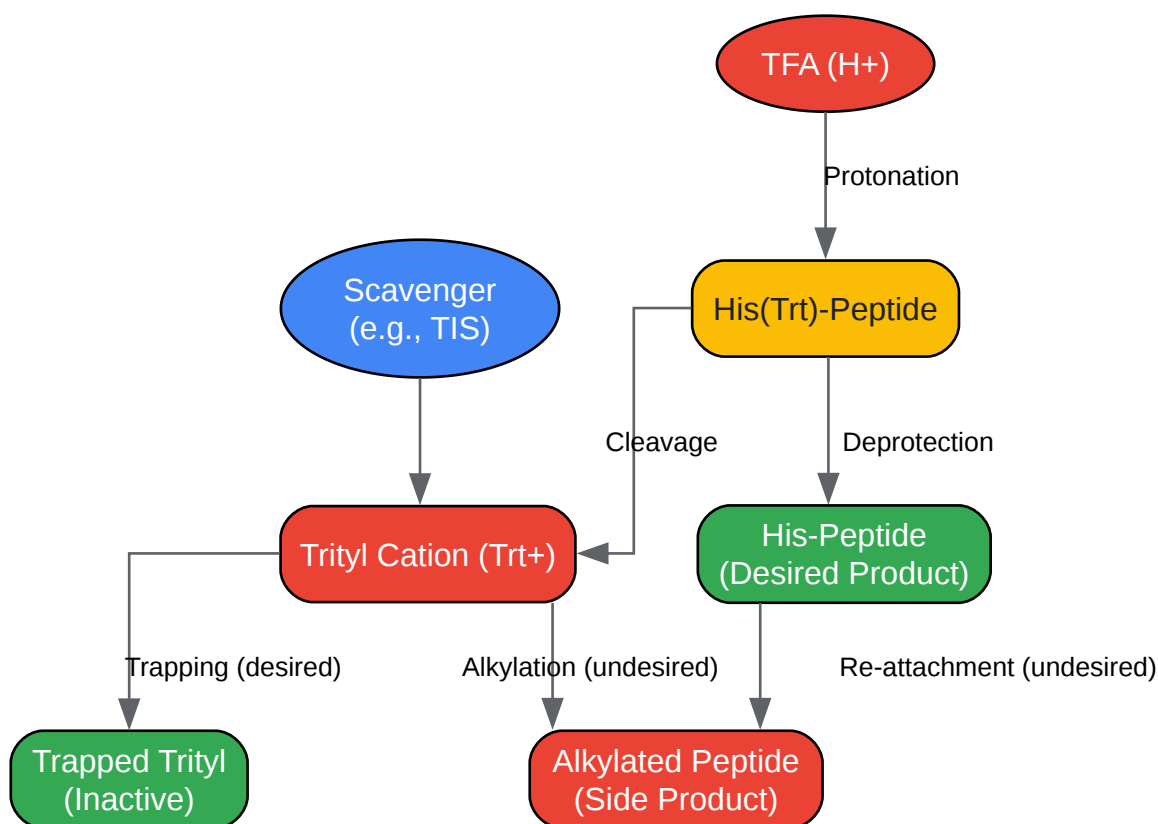 TFA (H+)
Protonation
Scavenger
(e.g., TIS)
His(Trt)-Peptide
Cleavage
Deprotection
Trityl Cation (Trt+)
His-Peptide
(Desired Product)
Trapping (desired)
Alkylation (undesired)
Re-attachment (undesired)
Trapped Trityl
(Inactive)
Alkylated Peptide
(Side Product)